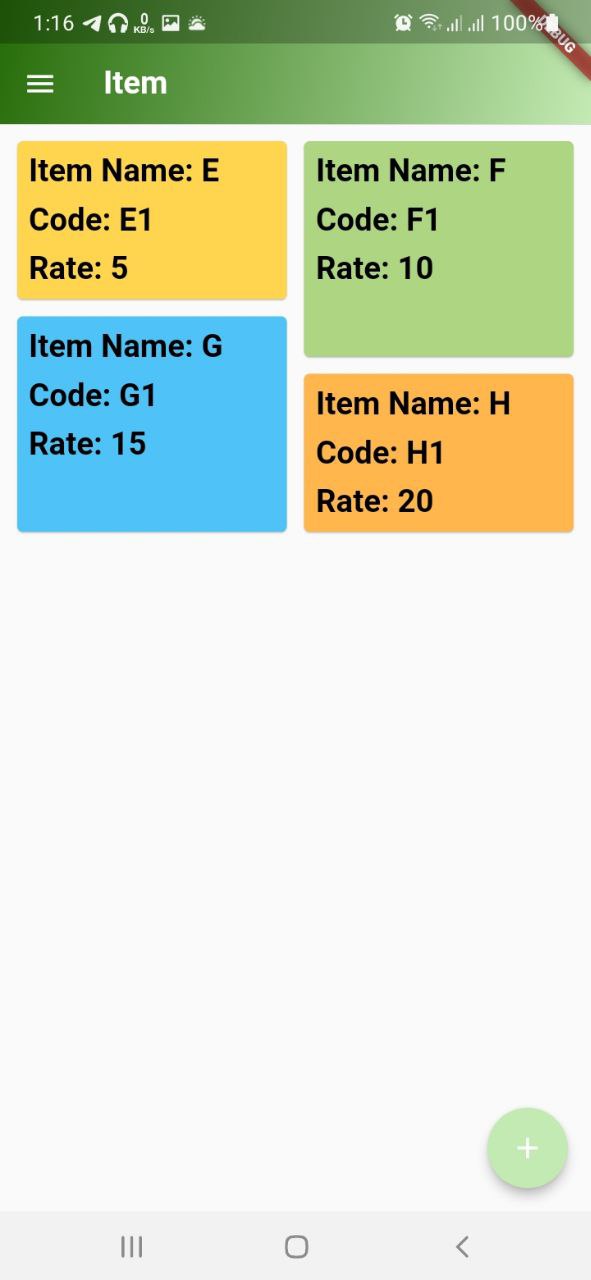 1:16 0 KB/s 100%
DEBUG
Item
Item Name: E
Code: E1
Rate: 5
Item Name: F
Code: F1
Rate: 10
Item Name: G
Code: G1
Rate: 15
Item Name: H
Code: H1
Rate: 20
+